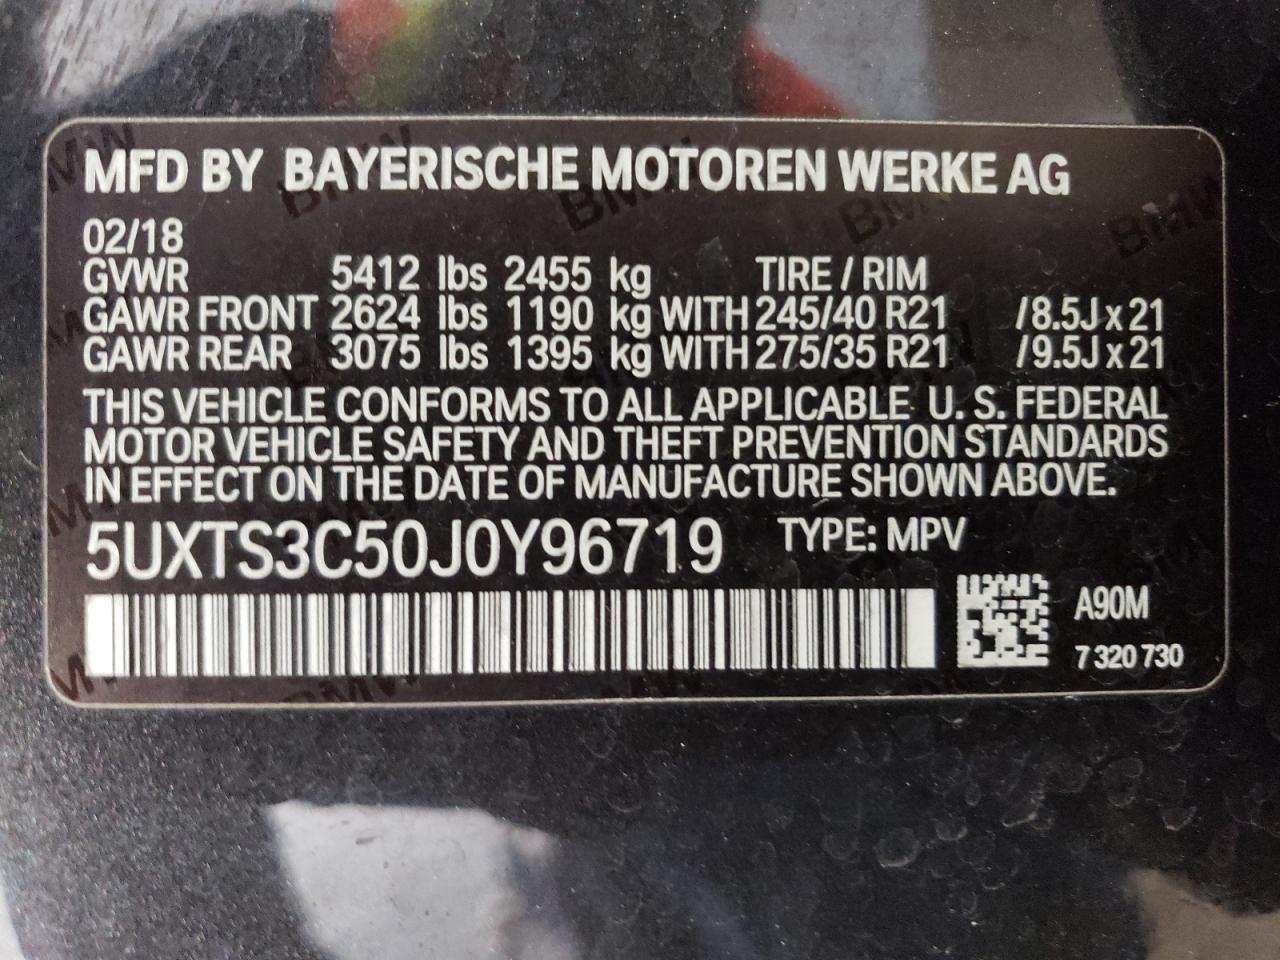 MFD BY BAYERISCHE MOTOREN WERKE AG
02/18
GVWR 5412 lbs 2455 kg TIRE / RIM
GAWR FRONT 2624 lbs 1190 kg WITH 245/40 R21 /8.5J x 21
GAWR REAR 3075 lbs 1395 kg WITH 275/35 R21 /9.5J x 21
THIS VEHICLE CONFORMS TO ALL APPLICABLE U. S. FEDERAL
MOTOR VEHICLE SAFETY AND THEFT PREVENTION STANDARDS
IN EFFECT ON THE DATE OF MANUFACTURE SHOWN ABOVE.
5UXTS3C50J0Y96719 TYPE: MPV
A90M
7 320 730